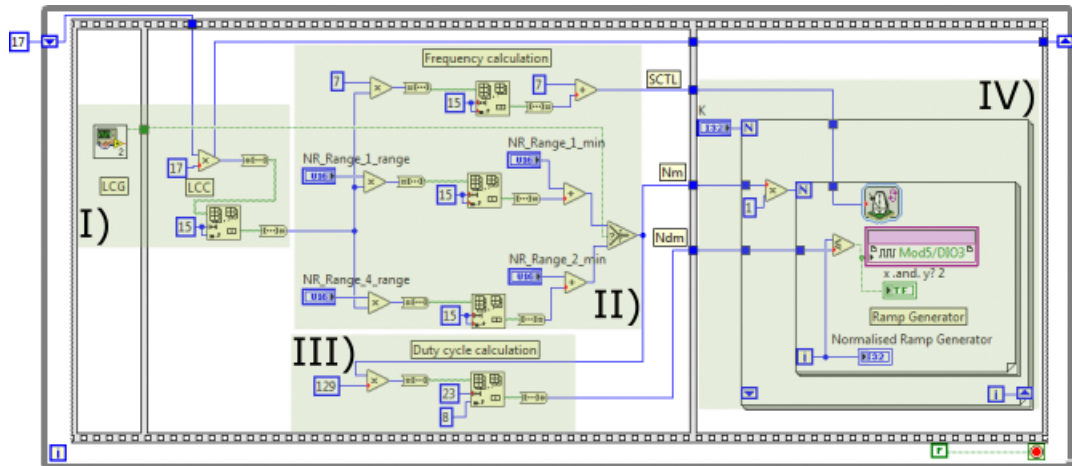 Frequency calculation
7
15
7
SCTL
IV)
K
I32
N
17
2
NR_Range_1_range
NR_Range_1_min
U16
U16
Nm
17
LCG
LCC
15
1
N
I)
15
Ndm
Mod5/DIO3
x .and. y? 2
TF
NR_Range_4_range
NR_Range_2_min
U16
U16
15
II)
Ramp Generator
III)
Duty cycle calculation
Normalised Ramp Generator
i
I32
129
23
8
i
i